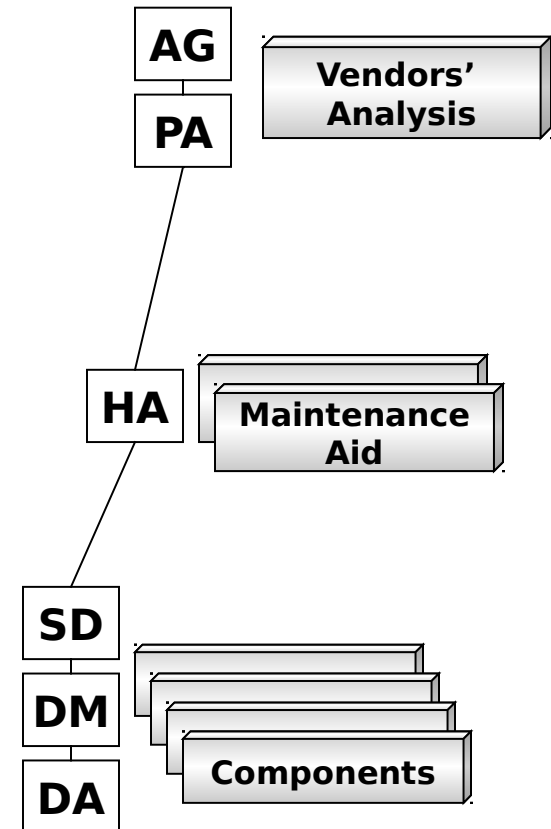 AG
Vendors’
Analysis
PA
HA
Maintenance
Aid
SD
DM
Components
DA